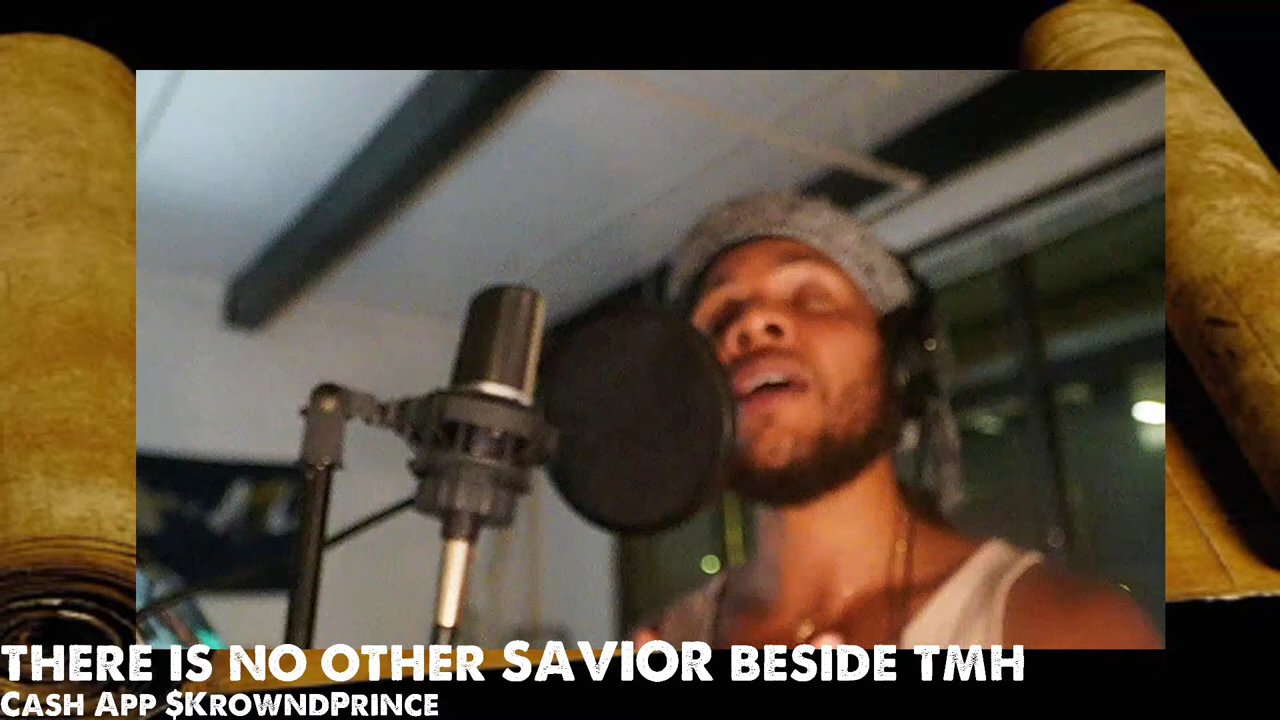 THERE IS NO OTHER SAVIOR BESIDE TMH
CASH APP $KROWNDPRINCE